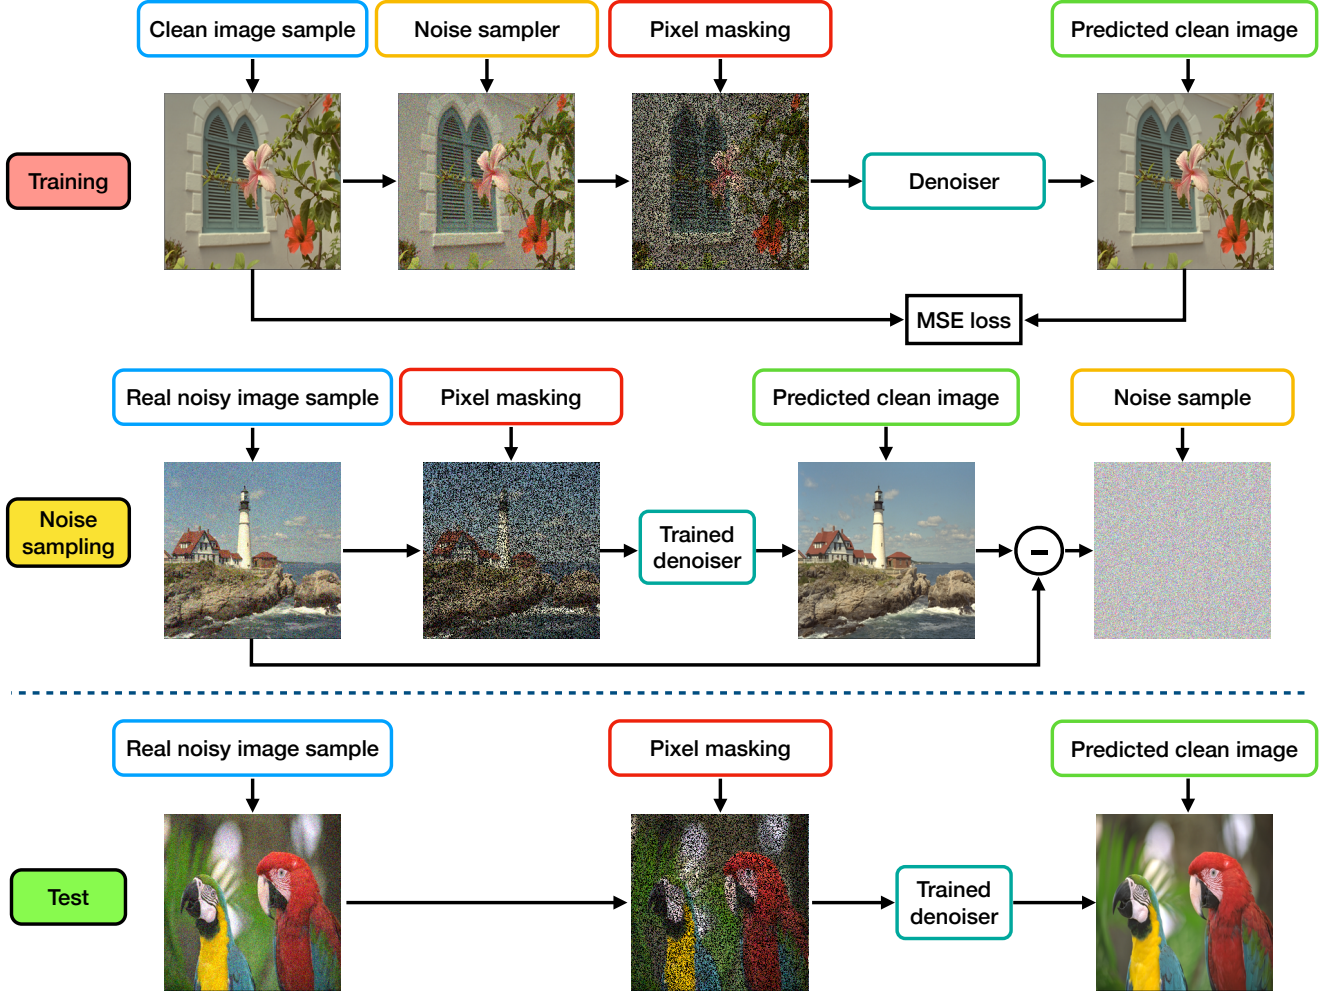 Clean image sample
Noise sampler
Pixel masking
Predicted clean image
Training
Denoiser
MSE loss
Real noisy image sample
Pixel masking
Predicted clean image
Noise sample
Noise
sampling
Trained
denoiser
Real noisy image sample
Pixel masking
Predicted clean image
Test
Trained
denoiser